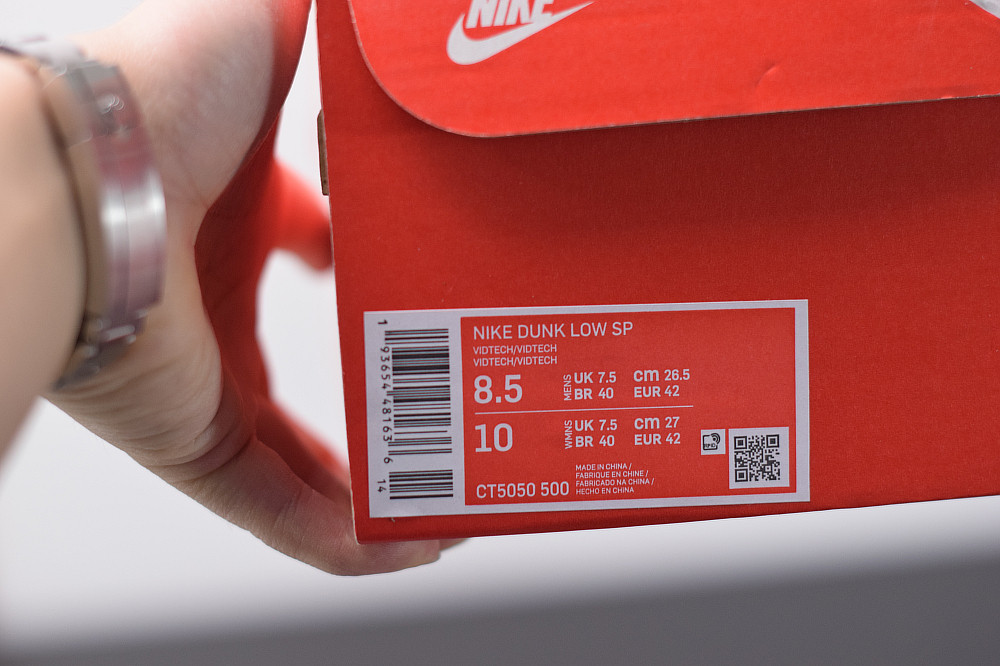 NIKE
NIKE DUNK LOW SP
VIDTECH/VIDTECH
VIDTECH/VIDTECH
8.5
MENS
UK 7.5 cm 26.5
BR 40 EUR 42
10
WMNS
UK 7.5 cm 27
BR 40 EUR 42
RFID
CT5050 500
MADE IN CHINA /
FABRIQUE EN CHINE /
FABRICADO NA CHINA /
HECHO EN CHINA
1 93654 48163 6 14